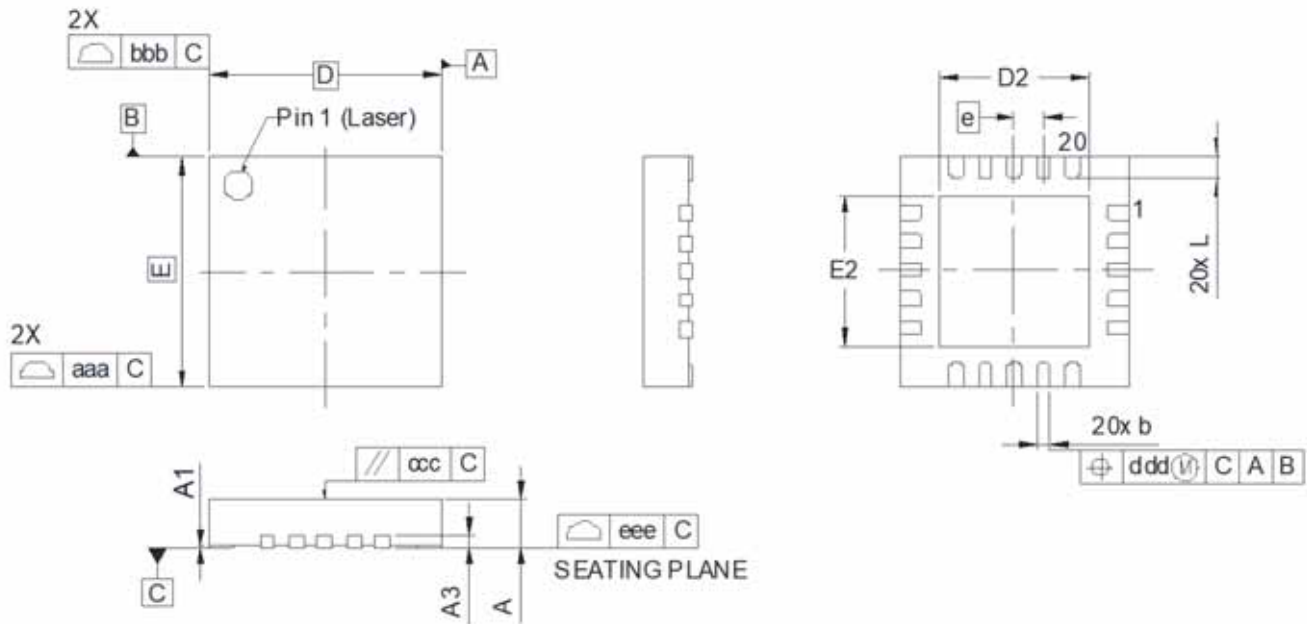 2X
bbb C
D
A
B
Pin 1 (Laser)
E
2X
aaa C
D2
e
20
1
E2
20x L
20x b
ddd M C A B
A1
ccc C
A3
A
eee C
SEATING PLANE
C